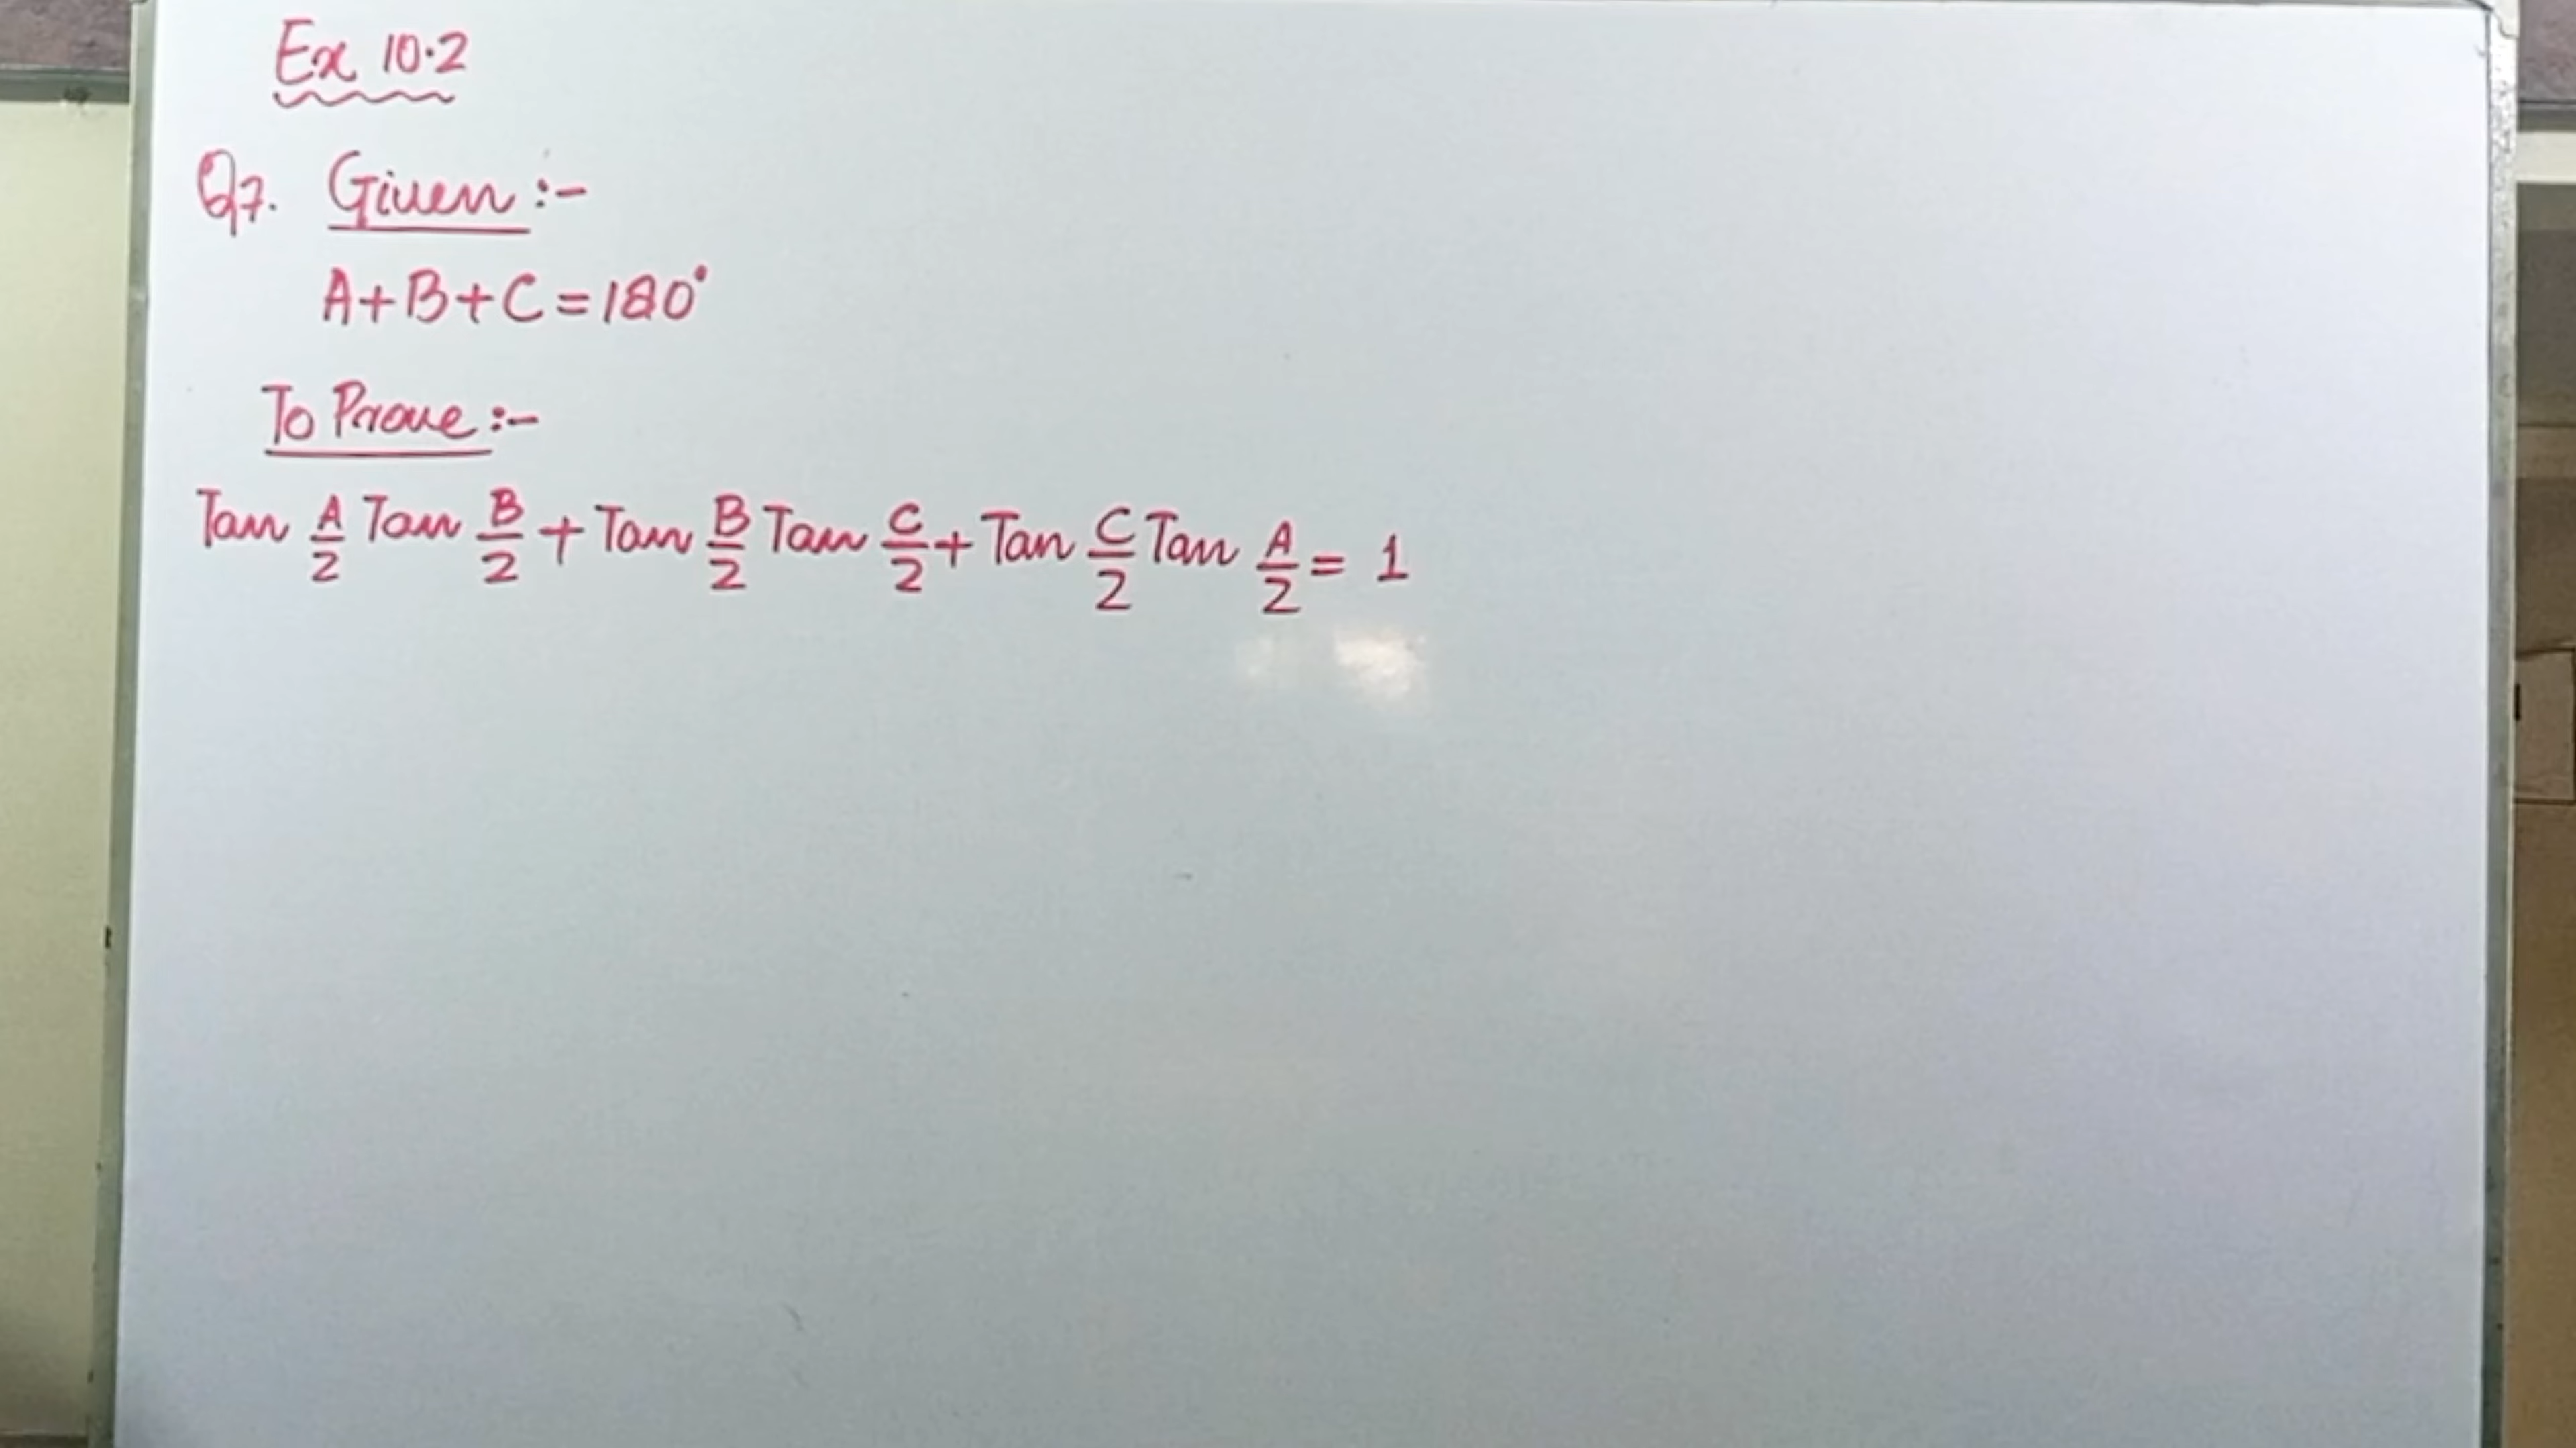 Ex 10.2
Q7. Given :-
A+B+C=180°
To Prove :-
Tan A/2 Tan B/2 + Tan B/2 Tan C/2 + Tan C/2 Tan A/2 = 1